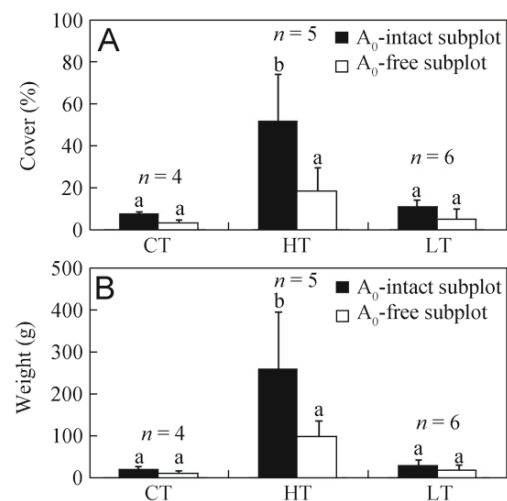 A
n = 5
A0-intact subplot
A0-free subplot
100
80
60
40
20
0
Cover (%)
n = 4
n = 6
a a
b a
a a
CT HT LT
B
n = 5
A0-intact subplot
A0-free subplot
500
400
300
200
100
0
Weight (g)
n = 4
n = 6
a a
b a
a a
CT HT LT